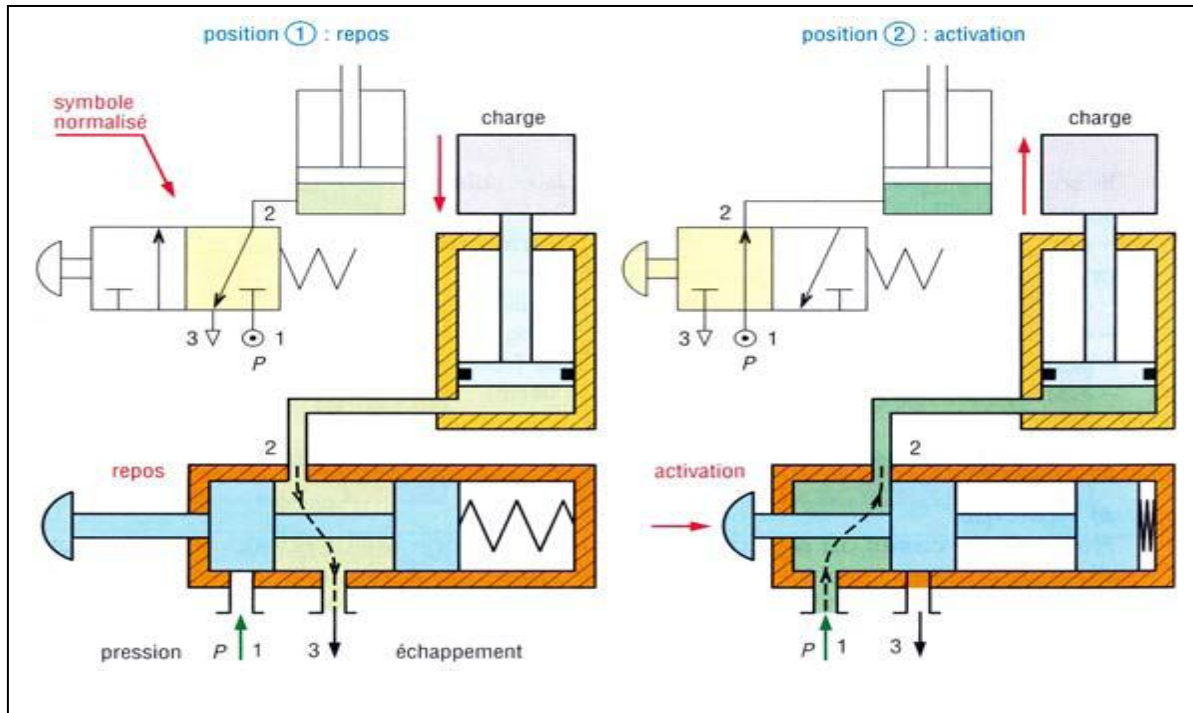 position ① : repos
symbole
normalisé
charge
2
3
1
P
2
repos
pression
P
1
3
échappement
position ② : activation
charge
3
1
P
2
activation
P
1
3